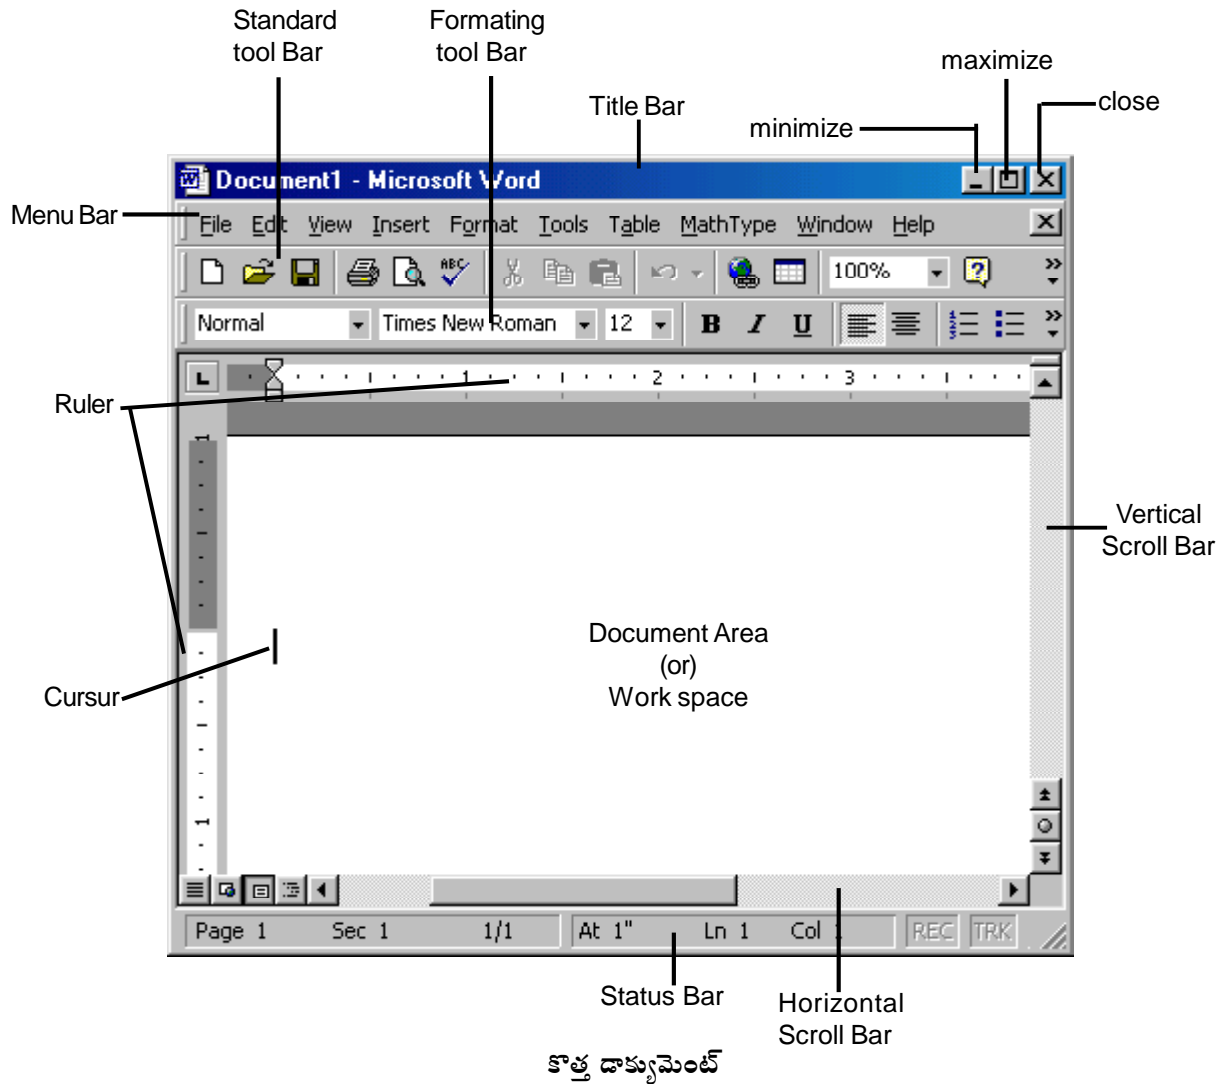 Standard
tool Bar
Formating
tool Bar
maximize
close
Title Bar
minimize
Document1 - Microsoft Word
Menu Bar
File Edit View Insert Format Tools Table MathType Window Help
ABC
100%
Normal
Times New Roman
12
B I U
1 2 3
Ruler
1
Vertical
Scroll Bar
Document Area
(or)
Work space
Cursur
1
Page 1 Sec 1 1/1 At 1" Ln 1 Col 1 REC TRK
Status Bar
Horizontal
Scroll Bar
కొత్త డాక్యుమెంట్